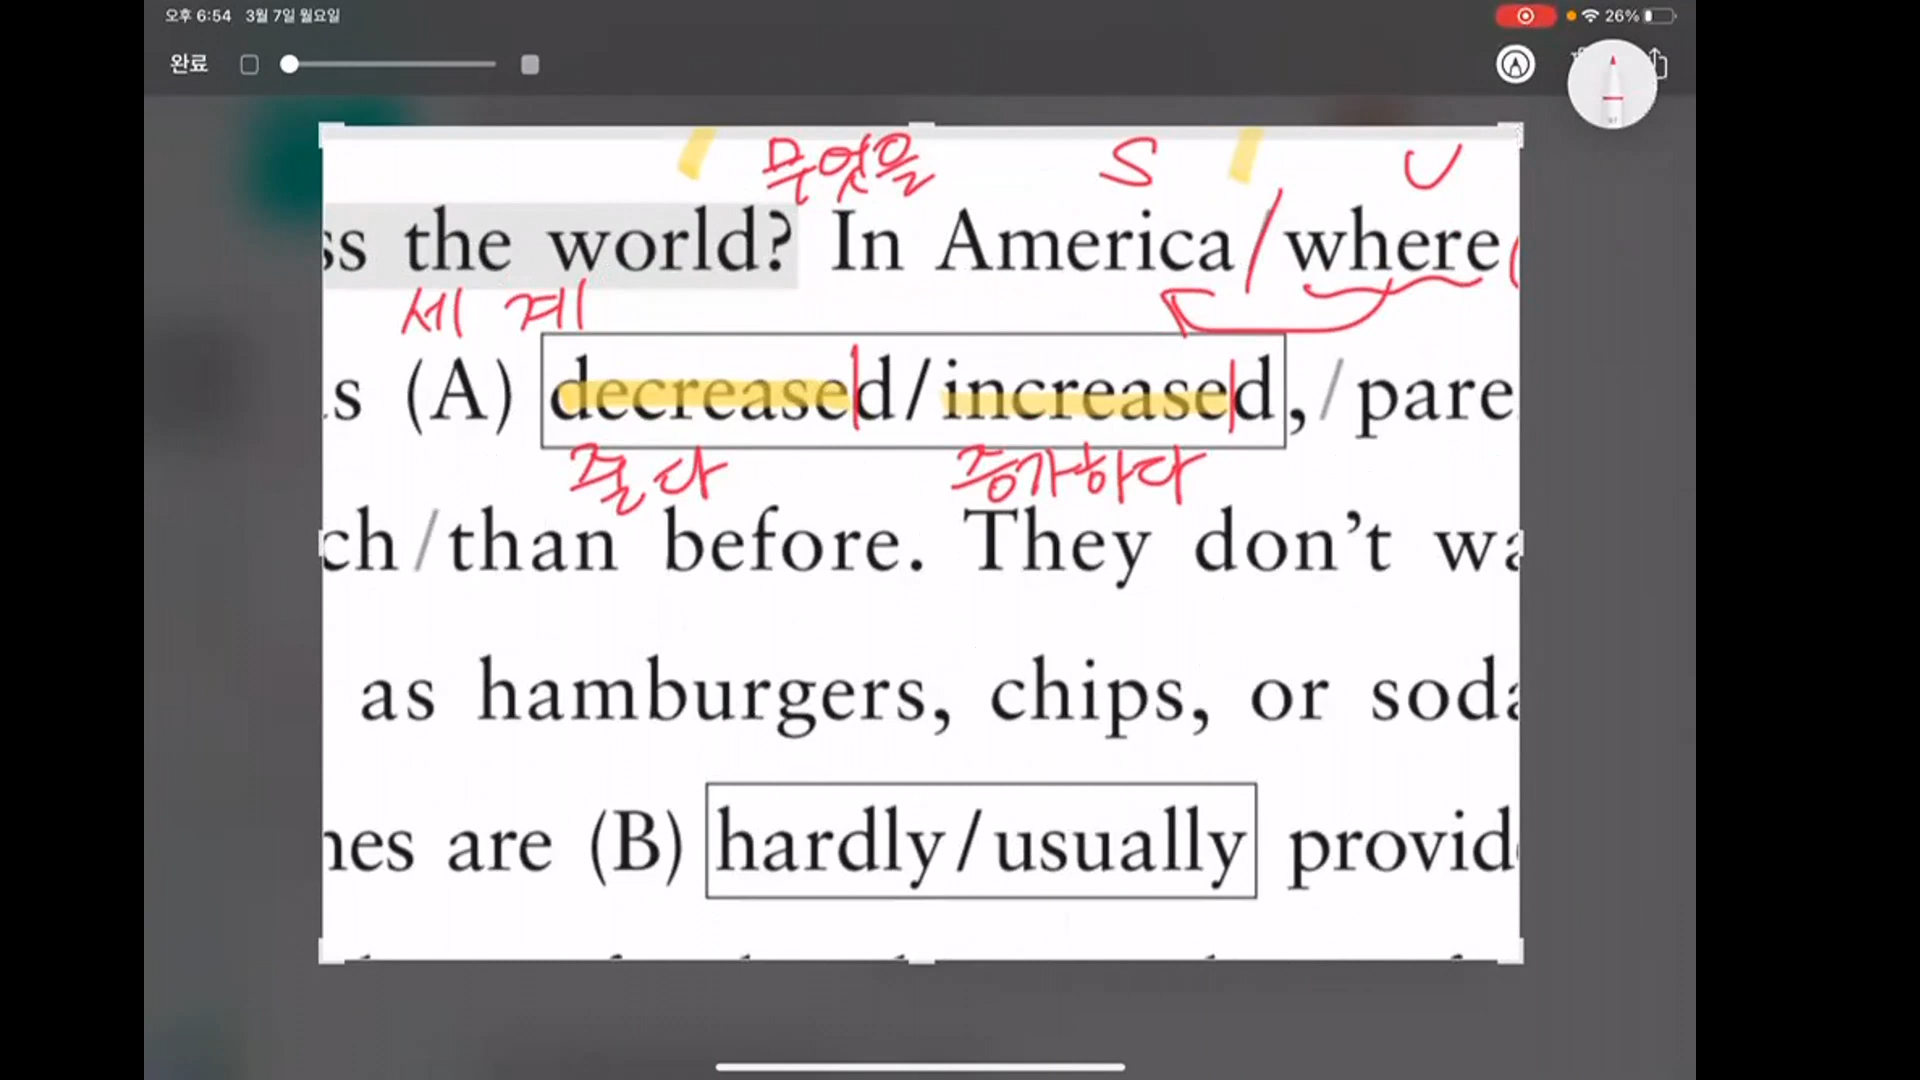 오후 6:54 3월 7일 월요일 26%
완료
무엇을 S
ss the world? In America/where
세계
(A) decreased/increased, / pare
줄다 증가하다
ch / than before. They don't wa
as hamburgers, chips, or soda
nes are (B) hardly/usually provid